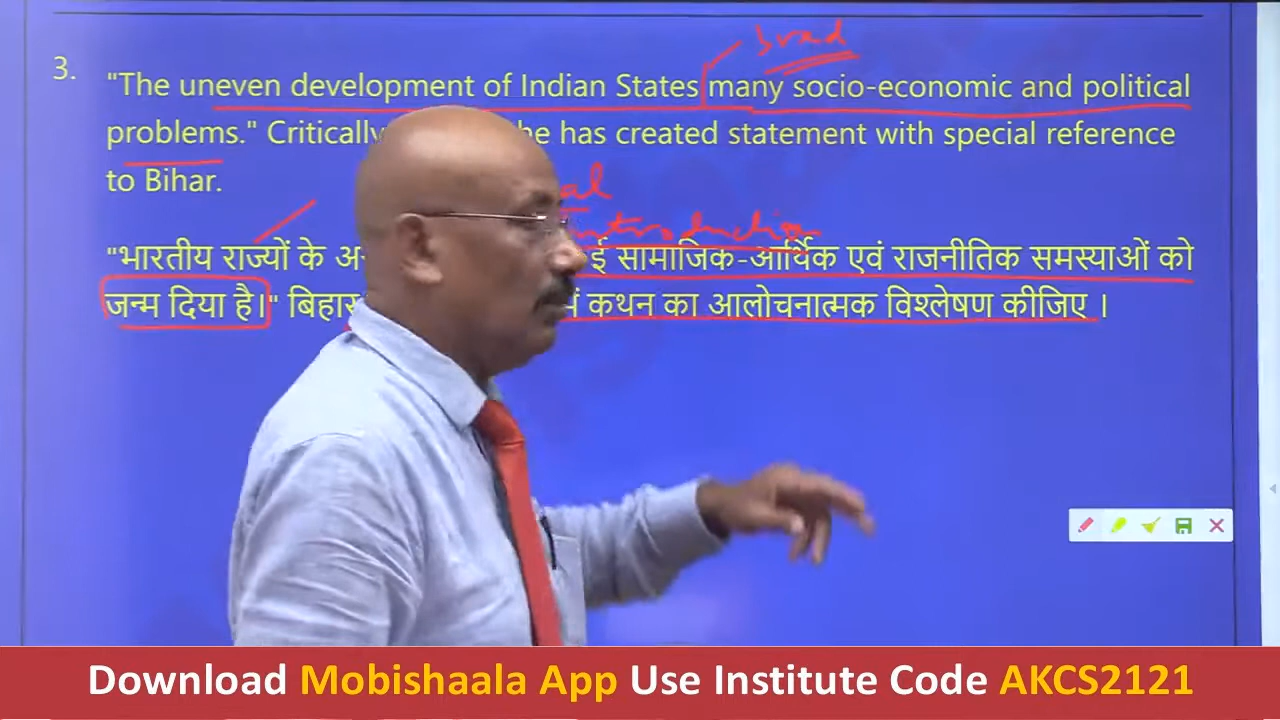 3.
"The uneven development of Indian States many socio-economic and political
problems." Critically he has created statement with special reference
to Bihar.
al
introduction
"भारतीय राज्यों के ई सामाजिक-आर्थिक एवं राजनीतिक समस्याओं को
जन्म दिया है।" कथन का आलोचनात्मक विश्लेषण कीजिए ।
Download Mobishaala App Use Institute Code AKCS2121